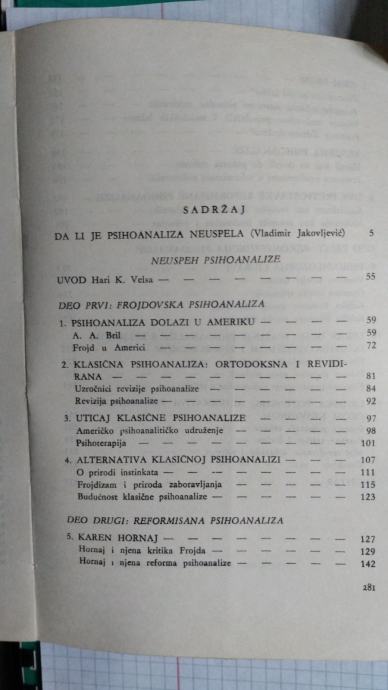 SADRŽAJ
DA LI JE PSIHOANALIZA NEUSPELA (Vladimir Jakovljević) 5
NEUSPEH PSIHOANALIZE
UVOD Hari K. Velsa — — — — — — — — 55
DEO PRVI: FROJDOVSKA PSIHOANALIZA
1. PSIHOANALIZA DOLAZI U AMERIKU — — — — 59
A. A. Bril — — — — — — — — — 59
Frojd u Americi — — — — — — — — 72
2. KLASIČNA PSIHOANALIZA: ORTODOKSNA I REVIDI-
RANA — — — — — — — — — — 81
Uzročnici revizije psihoanalize — — — — — 84
Revizija psihoanalize — — — — — — — 92
3. UTICAJ KLASIČNE PSIHOANALIZE — — — — 97
Američko psihoanalitičko udruženje — — — — 98
Psihoterapija — — — — — — — — 101
4. ALTERNATIVA KLASIČNOJ PSIHOANALIZI — — — 107
O prirodi instinkata — — — — — — — 111
Frojdizam i priroda zaboravljanja — — — — 115
Budućnost klasične psihoanalize — — — — — 123
DEO DRUGI: REFORMISANA PSIHOANALIZA
5. KAREN HORNAJ — — — — — — — — 127
Hornaj i njena kritika Frojda — — — — — 129
Hornaj i njena reforma psihoanalize — — — — 142
281